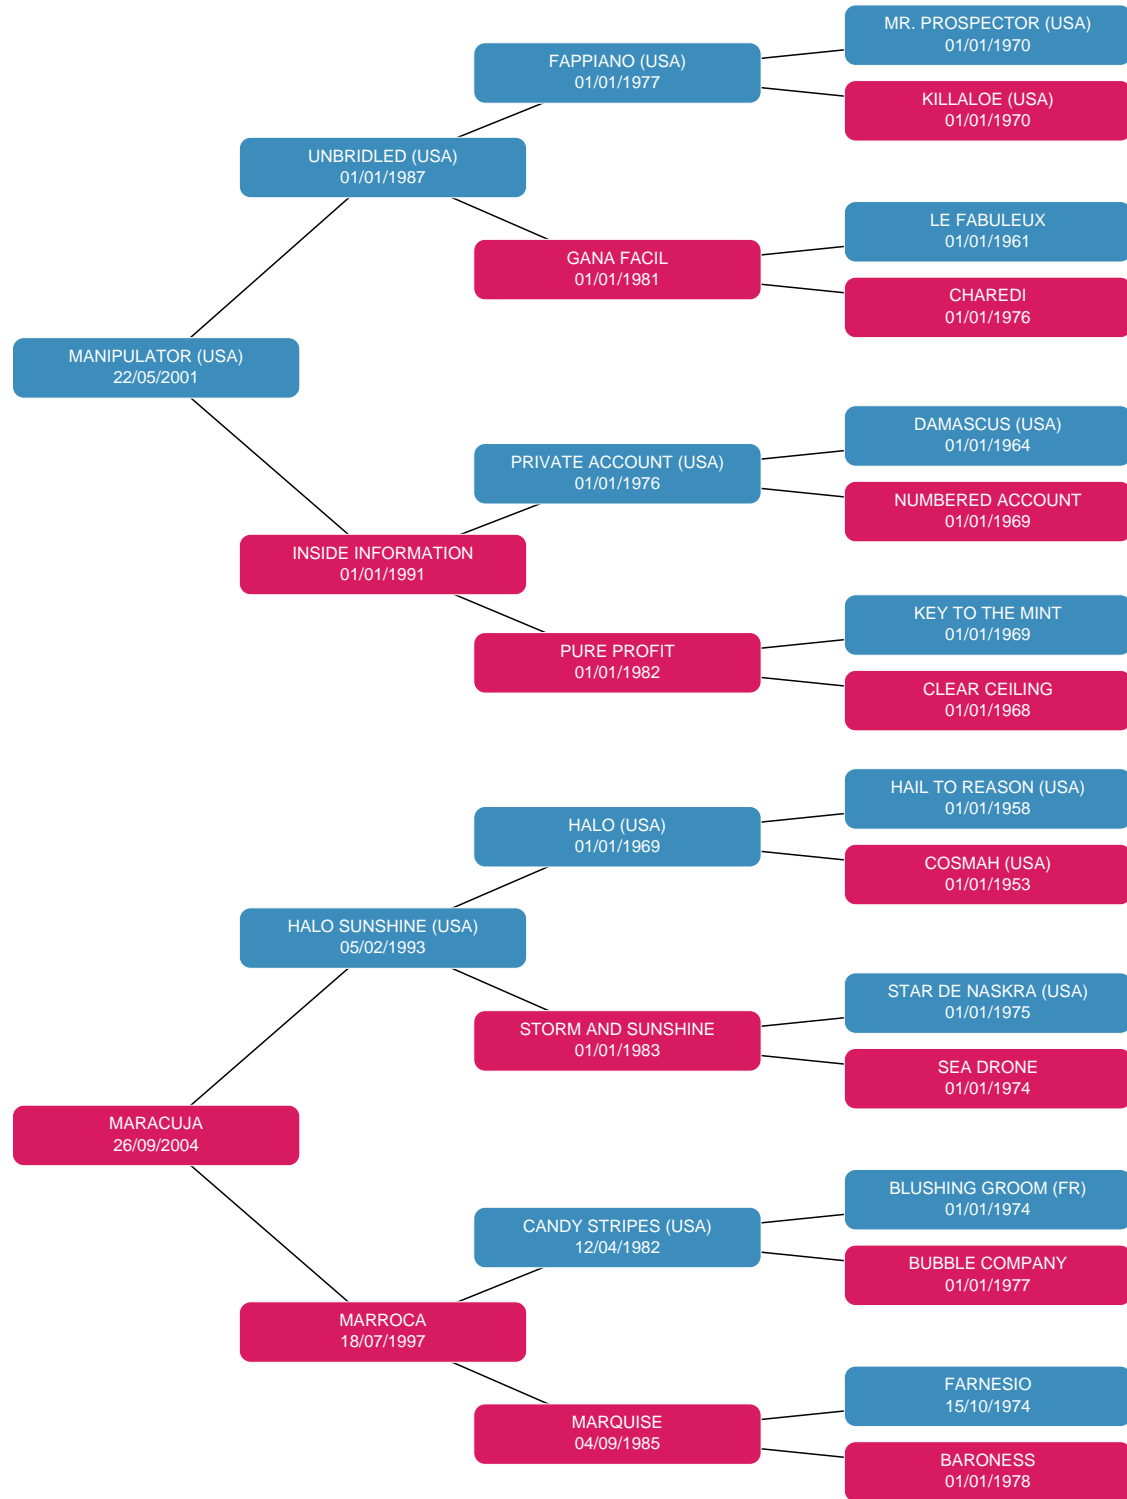 MR. PROSPECTOR (USA)
01/01/1970
FAPPIANO (USA)
01/01/1977
KILLALOE (USA)
01/01/1970
UNBRIDLED (USA)
01/01/1987
LE FABULEUX
01/01/1961
GANA FACIL
01/01/1981
CHAREDI
01/01/1976
MANIPULATOR (USA)
22/05/2001
DAMASCUS (USA)
01/01/1964
PRIVATE ACCOUNT (USA)
01/01/1976
NUMBERED ACCOUNT
01/01/1969
INSIDE INFORMATION
01/01/1991
KEY TO THE MINT
01/01/1969
PURE PROFIT
01/01/1982
CLEAR CEILING
01/01/1968
HAIL TO REASON (USA)
01/01/1958
HALO (USA)
01/01/1969
COSMAH (USA)
01/01/1953
HALO SUNSHINE (USA)
05/02/1993
STAR DE NASKRA (USA)
01/01/1975
STORM AND SUNSHINE
01/01/1983
SEA DRONE
01/01/1974
MARACUJA
26/09/2004
BLUSHING GROOM (FR)
01/01/1974
CANDY STRIPES (USA)
12/04/1982
BUBBLE COMPANY
01/01/1977
MARROCA
18/07/1997
FARNESIO
15/10/1974
MARQUISE
04/09/1985
BARONESS
01/01/1978